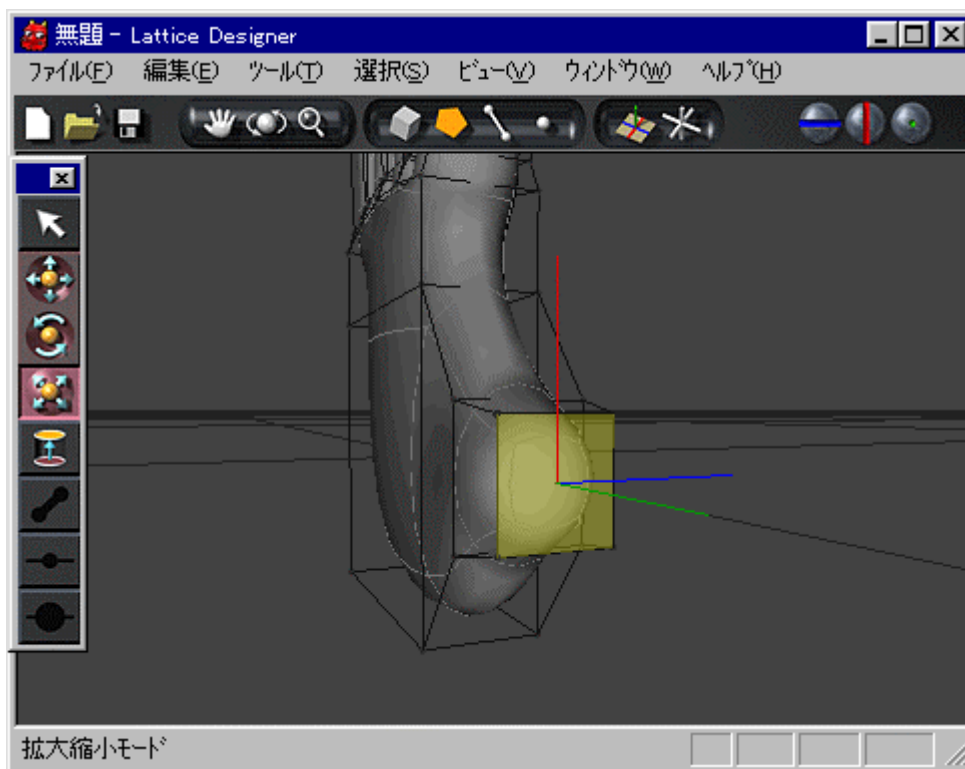 無題 - Lattice Designer
ﾌｧｲﾙ(F) 編集(E) ﾂｰﾙ(T) 選択(S) ﾋﾞｭｰ(V) ｳｨﾝﾄﾞｳ(W) ﾍﾙﾌﾟ(H)
拡大縮小ﾓｰﾄﾞ